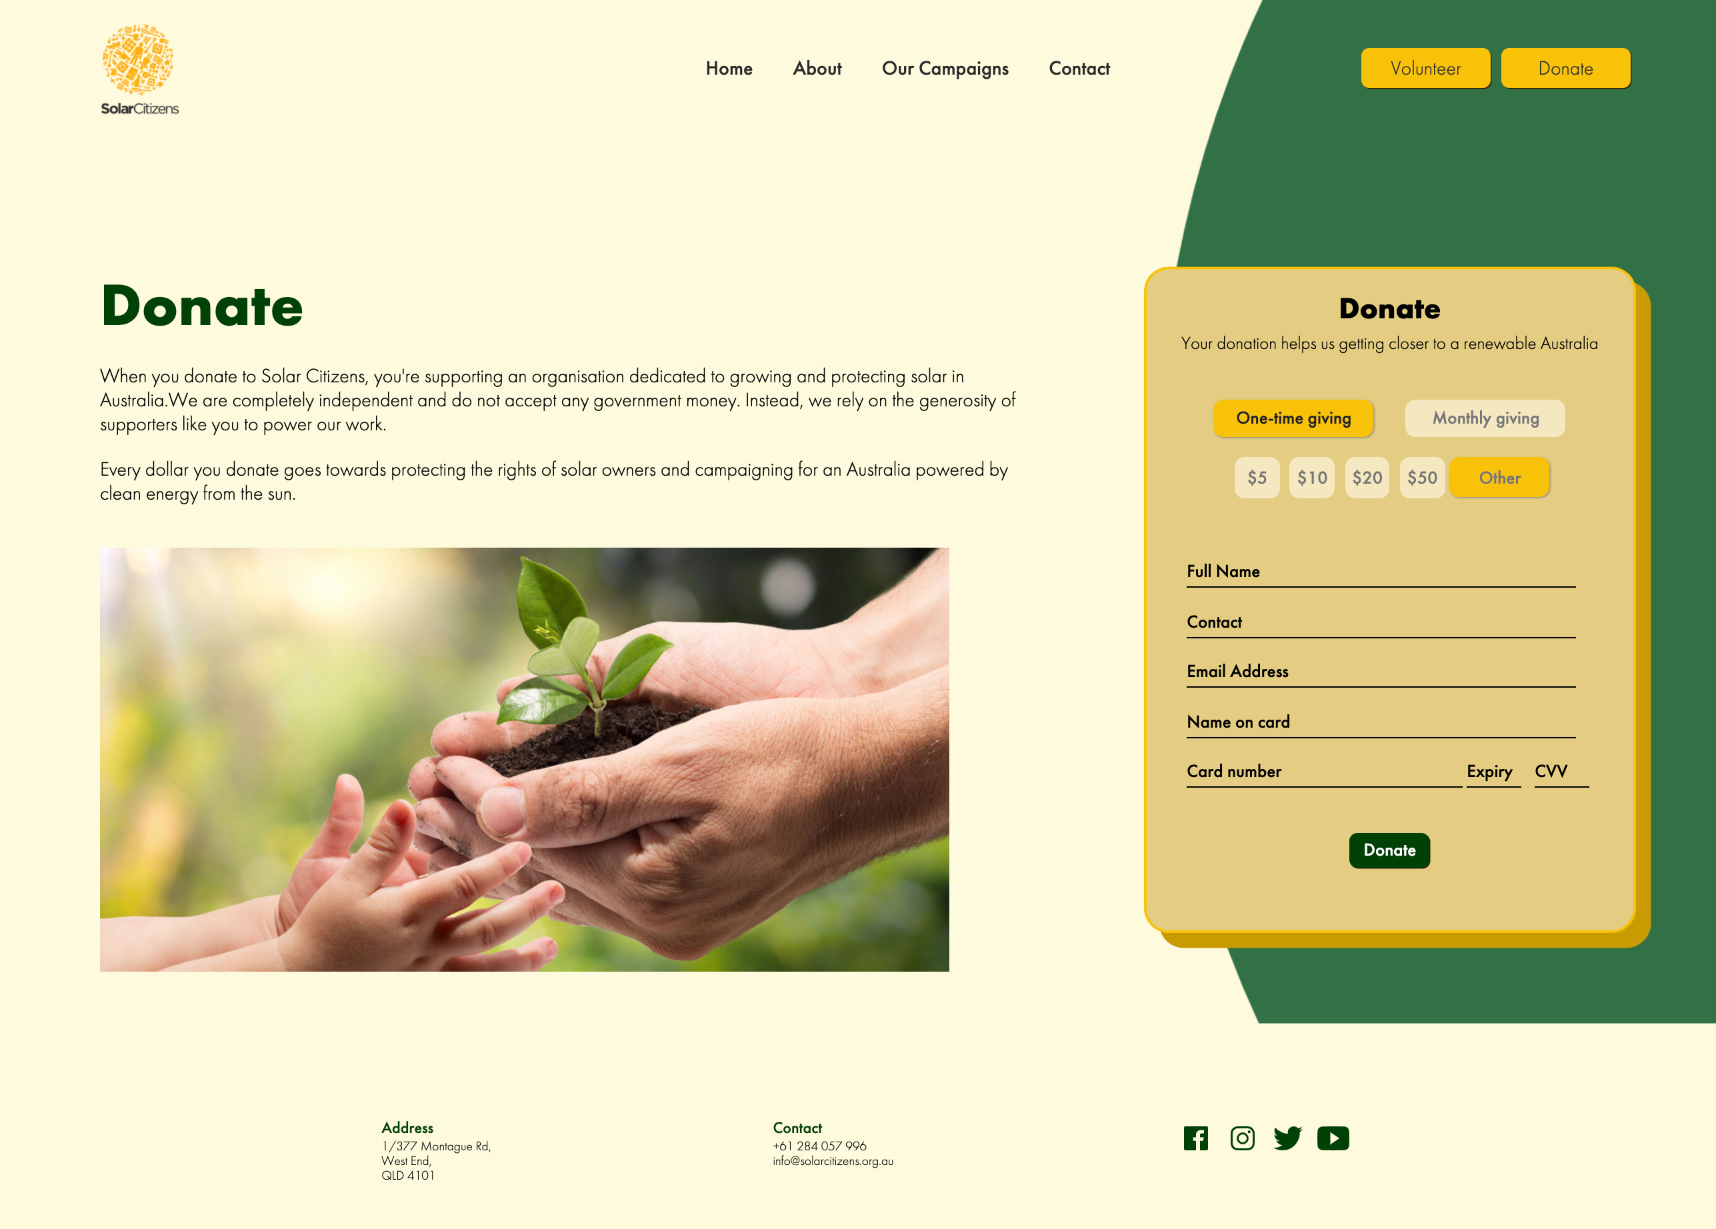 SolarCitizens
Home
About
Our Campaigns
Contact
Volunteer
Donate
Donate
When you donate to Solar Citizens, you're supporting an organisation dedicated to growing and protecting solar in
Australia.We are completely independent and do not accept any government money. Instead, we rely on the generosity of
supporters like you to power our work.
Every dollar you donate goes towards protecting the rights of solar owners and campaigning for an Australia powered by
clean energy from the sun.
Donate
Your donation helps us getting closer to a renewable Australia
One-time giving
Monthly giving
$5
$10
$20
$50
Other
Full Name
Contact
Email Address
Name on card
Card number
Expiry
CVV
Donate
Address
1/377 Montague Rd,
West End,
QLD 4101
Contact
+61 284 057 996
info@solarcitizens.org.au